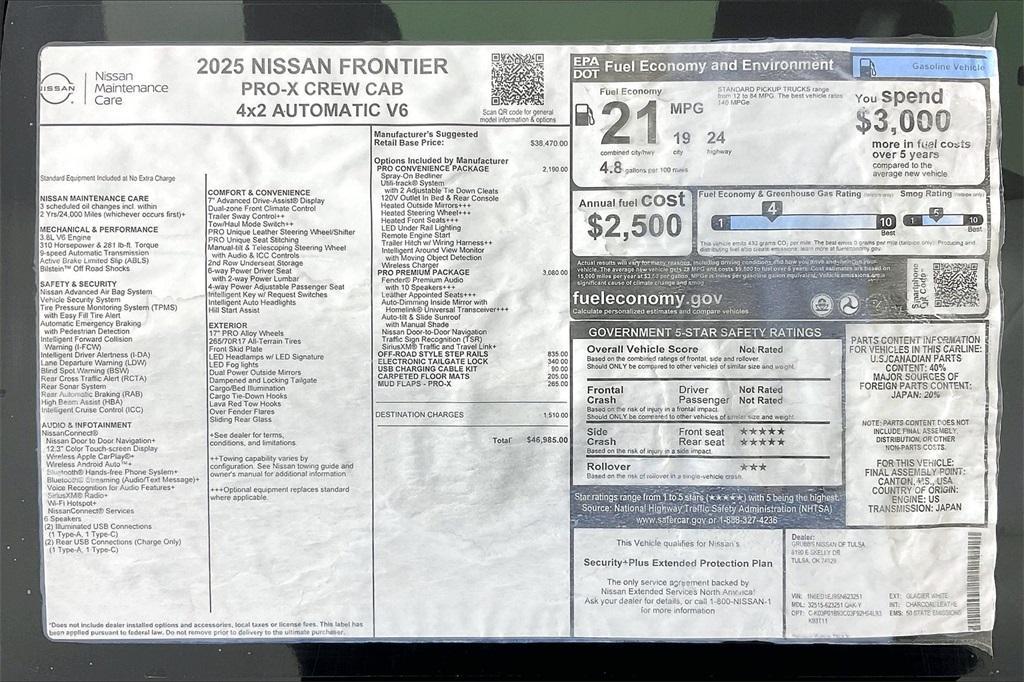 NISSAN
Nissan
Maintenance
Care
2025 NISSAN FRONTIER
PRO-X CREW CAB
4x2 AUTOMATIC V6
Scan QR code for general
model information & options
Standard Equipment Included at No Extra Charge
NISSAN MAINTENANCE CARE
3 scheduled oil changes incl. within
2 Yrs/24,000 Miles (whichever occurs first)+
MECHANICAL & PERFORMANCE
3.8L V6 Engine
310 Horsepower & 281 lb-ft. Torque
9-speed Automatic Transmission
Active Brake Limited Slip (ABLS)
Bilstein™ Off Road Shocks
SAFETY & SECURITY
Nissan Advanced Air Bag System
Vehicle Security System
Tire Pressure Monitoring System (TPMS)
with Easy Fill Tire Alert
Automatic Emergency Braking
with Pedestrian Detection
Intelligent Forward Collision
Warning (I-FCW)
Intelligent Driver Alertness (I-DA)
Lane Departure Warning (LDW)
Blind Spot Warning (BSW)
Rear Cross Traffic Alert (RCTA)
Rear Sonar System
Rear Automatic Braking (RAB)
High Beam Assist (HBA)
Intelligent Cruise Control (ICC)
AUDIO & INFOTAINMENT
NissanConnect®
Nissan Door to Door Navigation+
12.3" Color Touch-screen Display
Wireless Apple CarPlay®+
Wireless Android Auto™+
Bluetooth® Hands-free Phone System+
Bluetooth® Streaming (Audio/Text Message)+
Voice Recognition for Audio Features+
SiriusXM® Radio+
Wi-Fi Hotspot+
NissanConnect® Services
6 Speakers
(2) Illuminated USB Connections
(1 Type-A, 1 Type-C)
(2) Rear USB Connections (Charge Only)
(1 Type-A, 1 Type-C)
COMFORT & CONVENIENCE
7" Advanced Drive-Assist® Display
Dual-zone Front Climate Control
Trailer Sway Control++
Tow/Haul Mode Switch++
PRO Unique Leather Steering Wheel/Shifter
PRO Unique Seat Stitching
Manual-tilt & Telescoping Steering Wheel
with Audio & ICC Controls
2nd Row Underseat Storage
6-way Power Driver Seat
with 2-way Power Lumbar
4-way Power Adjustable Passenger Seat
Intelligent Key w/ Request Switches
Intelligent Auto Headlights
Hill Start Assist
EXTERIOR
17" PRO Alloy Wheels
265/70R17 All-Terrain Tires
Front Skid Plate
LED Headlamps w/ LED Signature
LED Fog lights
Dual Power Outside Mirrors
Dampened and Locking Tailgate
Cargo/Bed Illumination
Cargo Tie-Down Hooks
Lava Red Tow Hooks
Over Fender Flares
Sliding Rear Glass
+See dealer for terms,
conditions, and limitations.
++Towing capability varies by
configuration. See Nissan towing guide and
owner's manual for additional information.
+++Optional equipment replaces standard
where applicable.
*Does not include dealer installed options and accessories, local taxes or license fees. This label has
been applied pursuant to federal law. Do not remove prior to delivery to the ultimate purchaser.
Manufacturer's Suggested
Retail Base Price: $38,470.00
Options Included by Manufacturer
PRO CONVENIENCE PACKAGE 2,190.00
Spray-On Bedliner
Utili-track® System
with 2 Adjustable Tie Down Cleats
120V Outlet In Bed & Rear Console
Heated Outside Mirrors+++
Heated Steering Wheel+++
Heated Front Seats+++
LED Under Rail Lighting
Remote Engine Start
Trailer Hitch w/ Wiring Harness++
Intelligent Around View Monitor
with Moving Object Detection
Wireless Charger
PRO PREMIUM PACKAGE 3,080.00
Fender® Premium Audio
with 10 Speakers+++
Leather Appointed Seats+++
Auto-Dimming Inside Mirror with
Homelink® Universal Transceiver+++
Auto-tilt & Slide Sunroof
with Manual Shade
Nissan Door-to-Door Navigation
Traffic Sign Recognition (TSR)
SiriusXM® Traffic and Travel Link+
OFF-ROAD STYLE STEP RAILS 835.00
ELECTRONIC TAILGATE LOCK 340.00
USB CHARGING CABLE KIT 90.00
CARPETED FLOOR MATS 205.00
MUD FLAPS - PRO-X 265.00
DESTINATION CHARGES 1,510.00
Total $46,985.00
EPA
DOT
Fuel Economy and Environment
Gasoline Vehicle
Fuel Economy
21 MPG
combined city/hwy
19 city
24 highway
4.8 gallons per 100 miles
STANDARD PICKUP TRUCKS range
from 12 to 84 MPG. The best vehicle rates
140 MPGe
You spend
$3,000
more in fuel costs
over 5 years
compared to the
average new vehicle
Annual fuel cost
$2,500
Fuel Economy & Greenhouse Gas Rating
1 4 10
Best
Smog Rating
1 5 10
Best
fueleconomy.gov
Calculate personalized estimates and compare vehicles
Smartphone
QR Code™
GOVERNMENT 5-STAR SAFETY RATINGS
Overall Vehicle Score Not Rated
Based on the combined ratings of frontal, side and rollover.
Should ONLY be compared to other vehicles of similar size and weight.
Frontal Driver Not Rated
Crash Passenger Not Rated
Based on the risk of injury in a frontal impact.
Should ONLY be compared to other vehicles of similar size and weight.
Side Front seat ★★★★★
Crash Rear seat ★★★★★
Based on the risk of injury in a side impact.
Rollover ★★★
Based on the risk of rollover in a single-vehicle crash.
Star ratings range from 1 to 5 stars (★★★★★) with 5 being the highest.
Source: National Highway Traffic Safety Administration (NHTSA)
www.safercar.gov or 1-888-327-4236
PARTS CONTENT INFORMATION
FOR VEHICLES IN THIS CARLINE:
U.S./CANADIAN PARTS
CONTENT: 40%
MAJOR SOURCES OF
FOREIGN PARTS CONTENT:
JAPAN: 20%
NOTE: PARTS CONTENT DOES NOT
INCLUDE FINAL ASSEMBLY,
DISTRIBUTION, OR OTHER
NON-PARTS COSTS.
FOR THIS VEHICLE:
FINAL ASSEMBLY POINT:
CANTON, MS., USA
COUNTRY OF ORIGIN:
ENGINE: US
TRANSMISSION: JAPAN
This Vehicle qualifies for Nissan's
Security+Plus Extended Protection Plan
The only service agreement backed by
Nissan Extended Services North America!
Ask your dealer for details, or call 1-800-NISSAN-1
for more information
Dealer:
GRUBBS NISSAN OF TULSA
TULSA, OK 74129
EXT: GLACIER WHITE